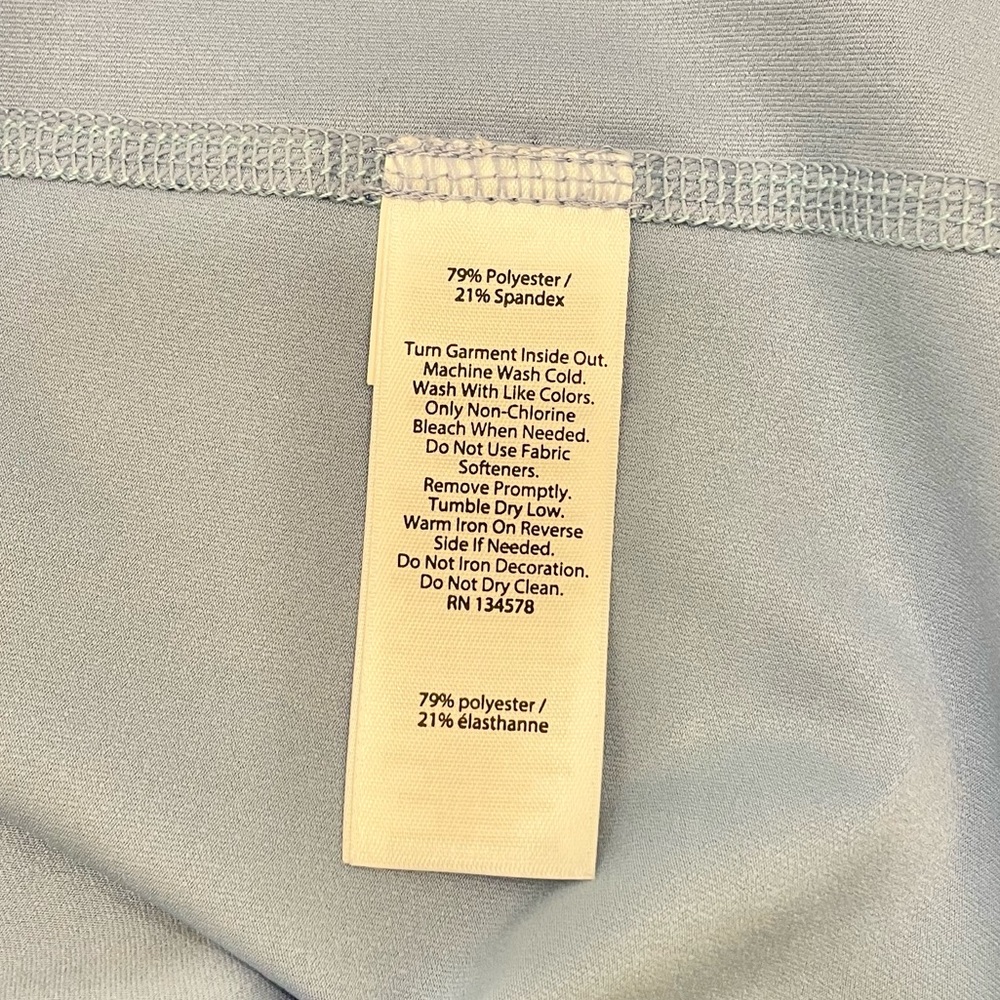 79% Polyester /
21% Spandex
Turn Garment Inside Out.
Machine Wash Cold.
Wash With Like Colors.
Only Non-Chlorine
Bleach When Needed.
Do Not Use Fabric
Softeners.
Remove Promptly.
Tumble Dry Low.
Warm Iron On Reverse
Side If Needed.
Do Not Iron Decoration.
Do Not Dry Clean.
RN 134578
79% polyester /
21% élasthanne